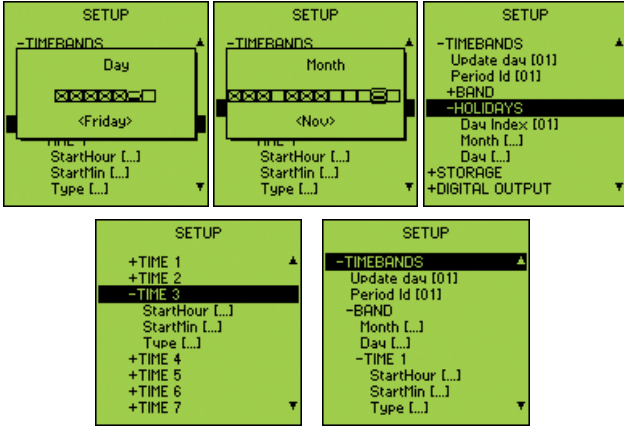 SETUP
-TIMEBANDS
Day
<Friday>
StartHour [...]
StartMin [...]
Type [...]
SETUP
-TIMEBANDS
Month
<Nov>
StartHour [...]
StartMin [...]
Type [...]
SETUP
-TIMEBANDS
Update day [01]
Period Id [01]
+BAND
-HOLIDAYS
Day Index [01]
Month [...]
Day [...]
+STORAGE
+DIGITAL OUTPUT
SETUP
+TIME 1
+TIME 2
-TIME 3
StartHour [...]
StartMin [...]
Type [...]
+TIME 4
+TIME 5
+TIME 6
+TIME 7
SETUP
-TIMEBANDS
Update day [01]
Period Id [01]
-BAND
Month [...]
Day [...]
-TIME 1
StartHour [...]
StartMin [...]
Type [...]